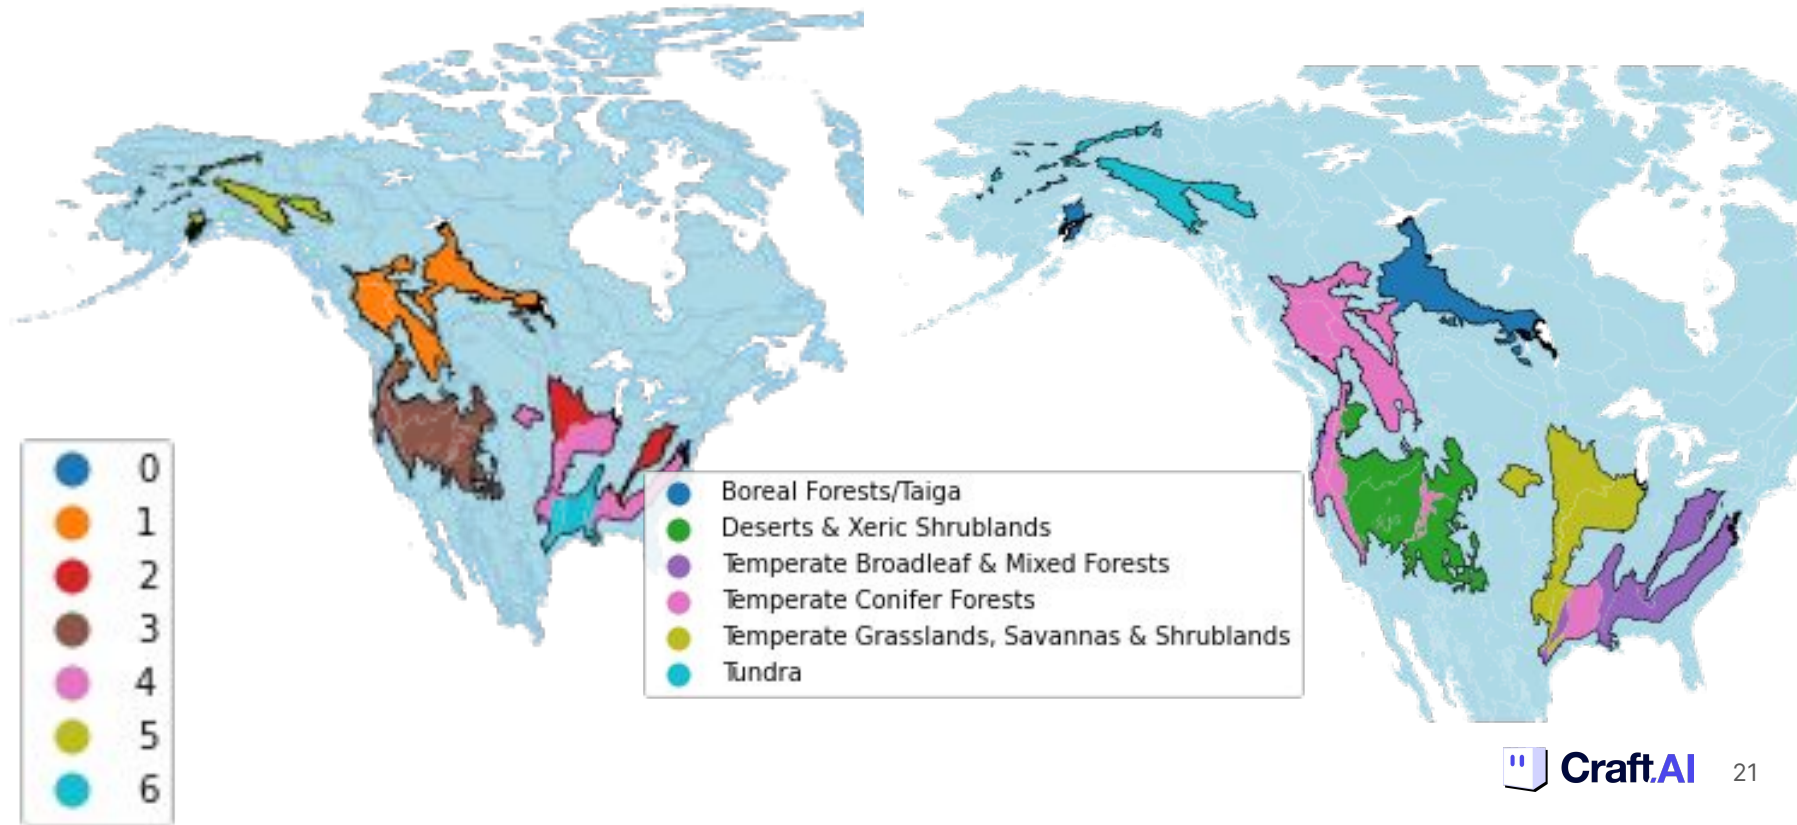 0
1
2
3
4
5
6
Boreal Forests/Taiga
Deserts & Xeric Shrublands
Temperate Broadleaf & Mixed Forests
Temperate Conifer Forests
Temperate Grasslands, Savannas & Shrublands
Tundra
Craft.AI 21